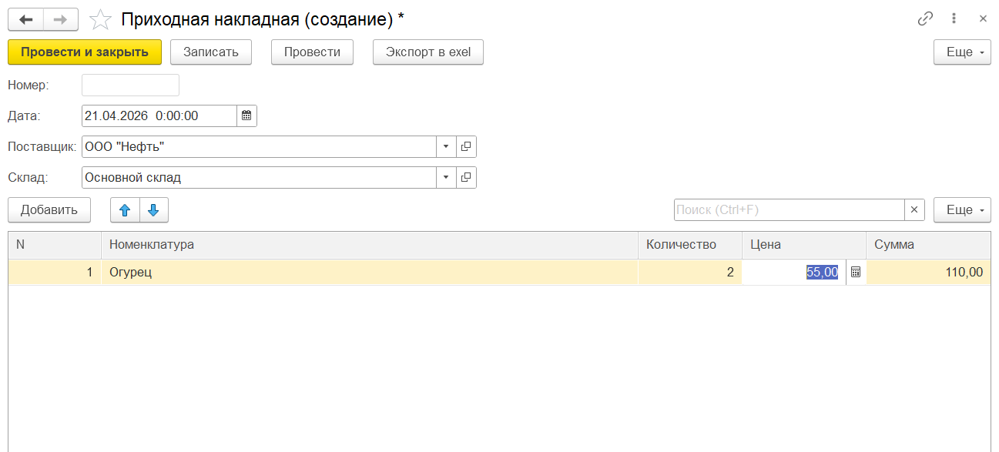 Приходная накладная (создание) *
Провести и закрыть Записать Провести Экспорт в exel Еще
Номер:
Дата: 21.04.2026 0:00:00
Поставщик: ООО "Нефть"
Склад: Основной склад
Добавить Поиск (Ctrl+F) Еще
N Номенклатура Количество Цена Сумма
1 Огурец 2 55,00 110,00